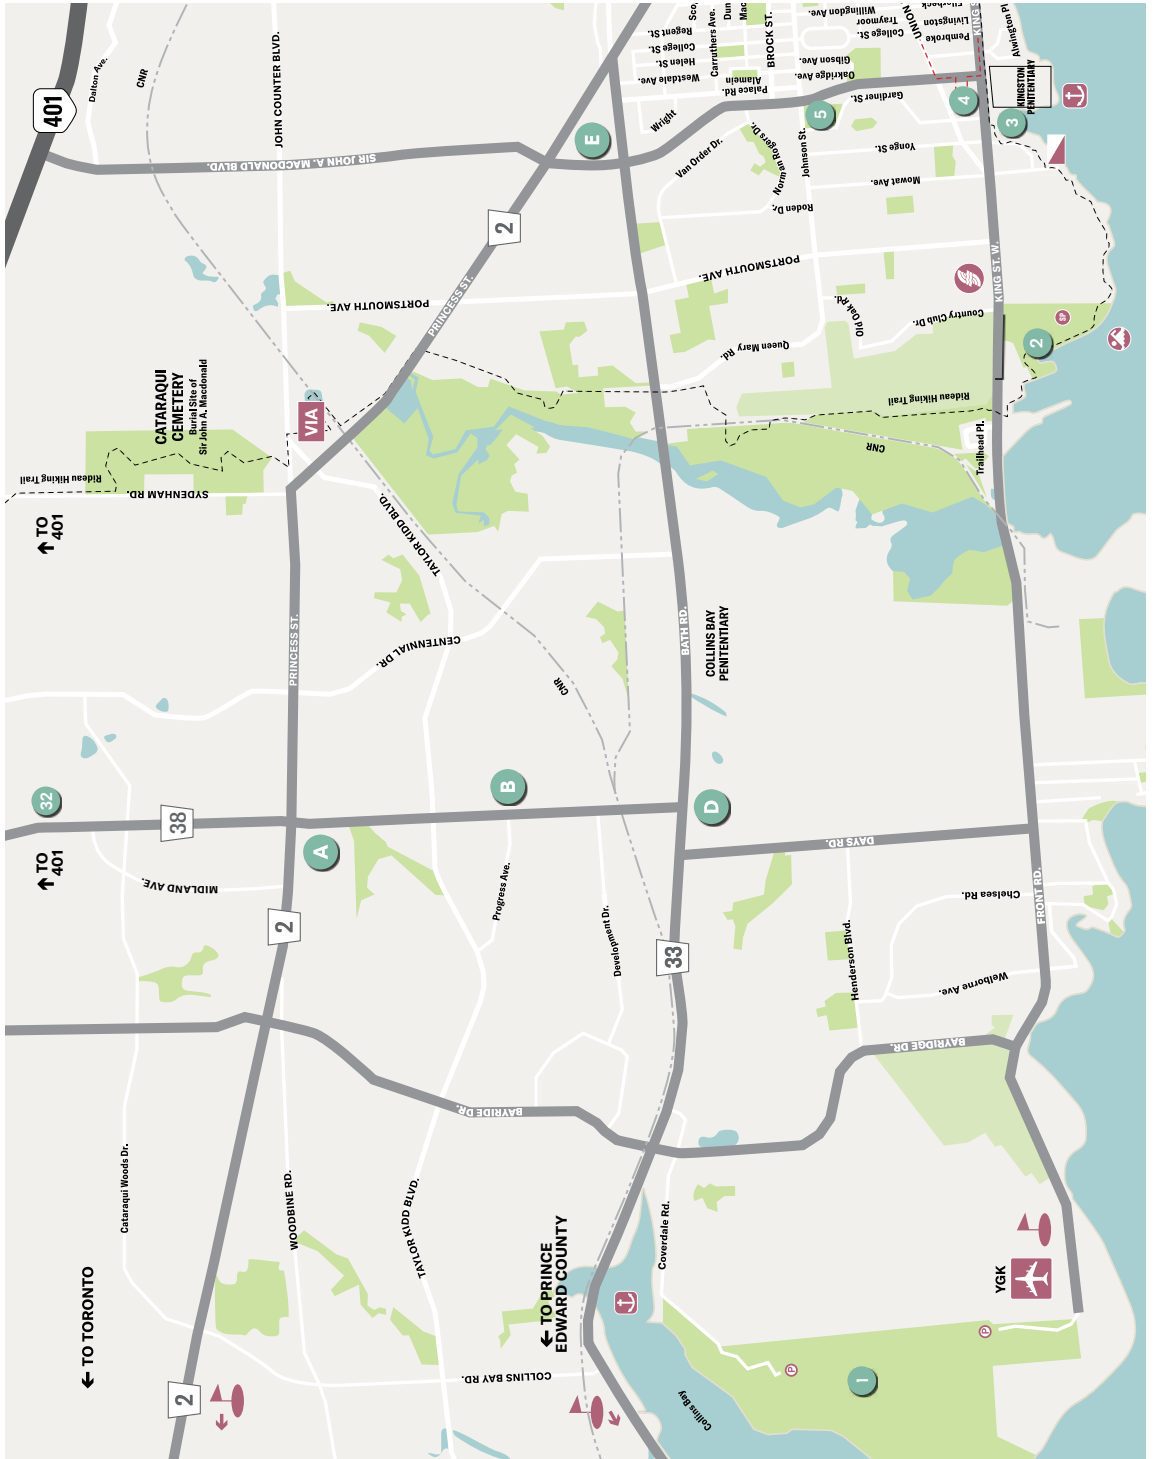 401
Dalton Ave.
CNR
JOHN COUNTER BLVD.
SIR JOHN A. MACDONALD BLVD.
E
2
PRINCESS ST.
PORTSMOUTH AVE.
Regent St.
College St.
Helen St.
Westdale Ave.
Carruthers Ave.
Alamein
Palace Rd.
BROCK ST.
Willingdon Ave.
Traymoor
College St.
Gibson Ave.
Oakridge Ave.
UNION
Livingston
Pembroke
KING S
Alwington Pl
KINGSTON
PENITENTIARY
Gardiner St.
5
4
3
Wright
Van Order Dr.
Norman Rogers Dr.
Johnson St.
Yonge St.
Mowat Ave.
Roden Dr.
PORTSMOUTH AVE.
KING ST. W.
Old Oak Rd.
Country Club Dr.
Queen Mary Rd.
SP
2
Rideau Hiking Trail
Trailhead Pl.
CNR
CATARAQUI
CEMETERY
Burial Site of
Sir John A. Macdonald
VIA
Rideau Hiking Trail
SYDENHAM RD.
TO
401
TAYLOR KIDD BLVD.
PRINCESS ST.
CENTENNIAL DR.
CNR
BATH RD.
COLLINS BAY
PENITENTIARY
32
38
B
A
D
TO
401
MIDLAND AVE.
2
Progress Ave.
Development Dr.
33
DAYS RD.
Chelsea Rd.
FRONT RD.
Henderson Blvd.
Welborne Ave.
BAYRIDGE DR.
BAYRIDE DR.
Cataraqui Woods Dr.
WOODBINE RD.
TAYLOR KIDD BLVD.
Coverdale Rd.
TO PRINCE
EDWARD COUNTY
TO TORONTO
2
COLLINS BAY RD.
Collins Bay
P
P
1
YGK